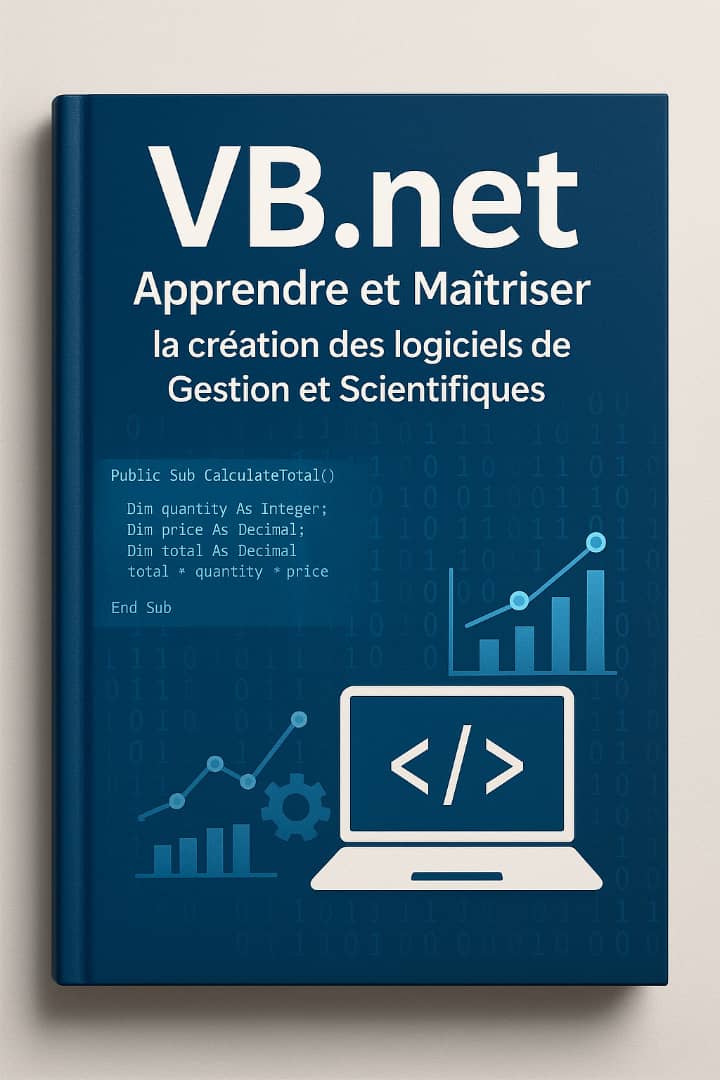 VB.net
Apprendre et Maîtriser
la création des logiciels de
Gestion et Scientifiques
Public Sub CalculateTotal()
Dim quantity As Integer;
Dim price As Decimal;
Dim total As Decimal
total * quantity * price
End Sub
</>